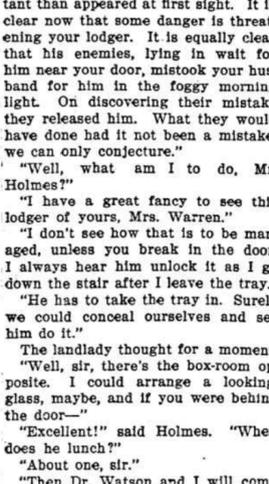 tant than appeared at first sight. It i
clear now that some danger is threat
ening your lodger. It is equally clea
that his enemies, lying in wait fo
him near your door, mistook your hus
band for him in the foggy mornin
light. On discovering their mistak
they released him. What they woul
have done had it not been a mistake
we can only conjecture."
"Well, what am I to do, M
Holmes?"
"I have a great fancy to see thi
lodger of yours, Mrs. Warren."
"I don't see how that is to be man
aged, unless you break in the doo
I always hear him unlock it as I g
down the stair after I leave the tray.
"He has to take the tray in. Surel
we could conceal ourselves and se
him do it."
The landlady thought for a momen
"Well, sir, there's the box-room op
posite. I could arrange a looking
glass, maybe, and if you were behin
the door—"
"Excellent!" said Holmes. "Whe
does he lunch?"
"About one, sir."
"Then Dr. Watson and I will com